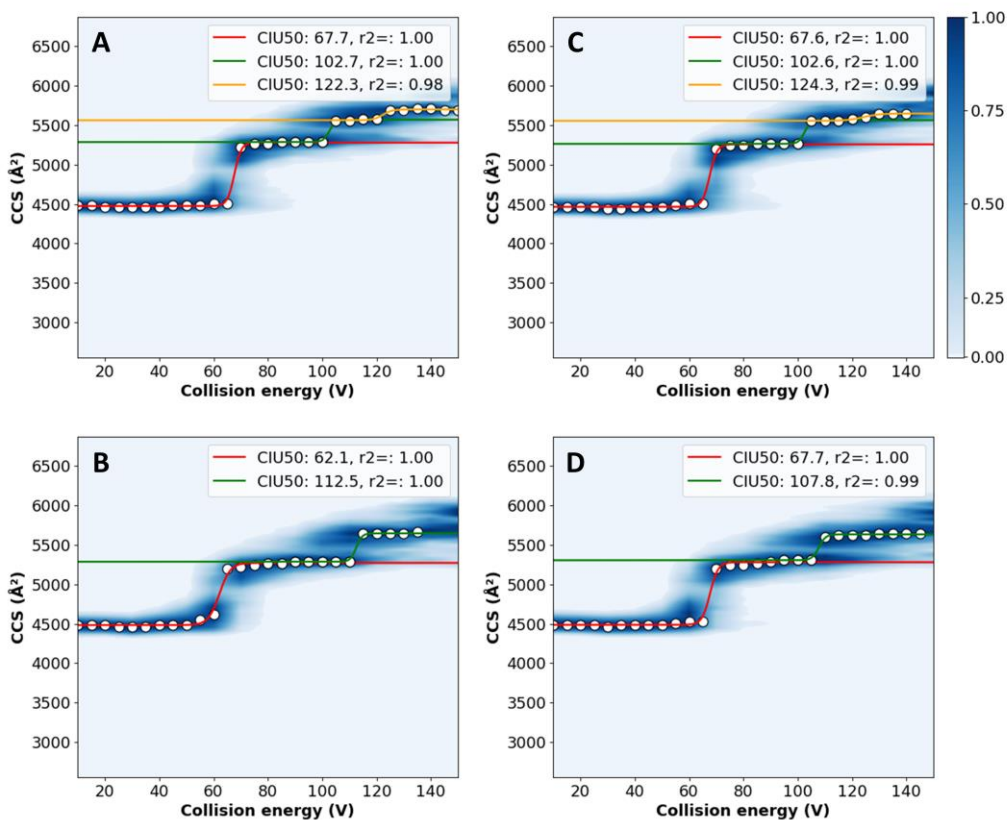 A
CIU50: 67.7, r2=: 1.00
CIU50: 102.7, r2=: 1.00
CIU50: 122.3, r2=: 0.98
6500
6000
5500
5000
4500
4000
3500
3000
CCS (Å²)
20 40 60 80 100 120 140
Collision energy (V)
C
CIU50: 67.6, r2=: 1.00
CIU50: 102.6, r2=: 1.00
CIU50: 124.3, r2=: 0.99
6500
6000
5500
5000
4500
4000
3500
3000
CCS (Å²)
20 40 60 80 100 120 140
Collision energy (V)
1.00
0.75
0.50
0.25
0.00
B
CIU50: 62.1, r2=: 1.00
CIU50: 112.5, r2=: 1.00
6500
6000
5500
5000
4500
4000
3500
3000
CCS (Å²)
20 40 60 80 100 120 140
Collision energy (V)
D
CIU50: 67.7, r2=: 1.00
CIU50: 107.8, r2=: 0.99
6500
6000
5500
5000
4500
4000
3500
3000
CCS (Å²)
20 40 60 80 100 120 140
Collision energy (V)